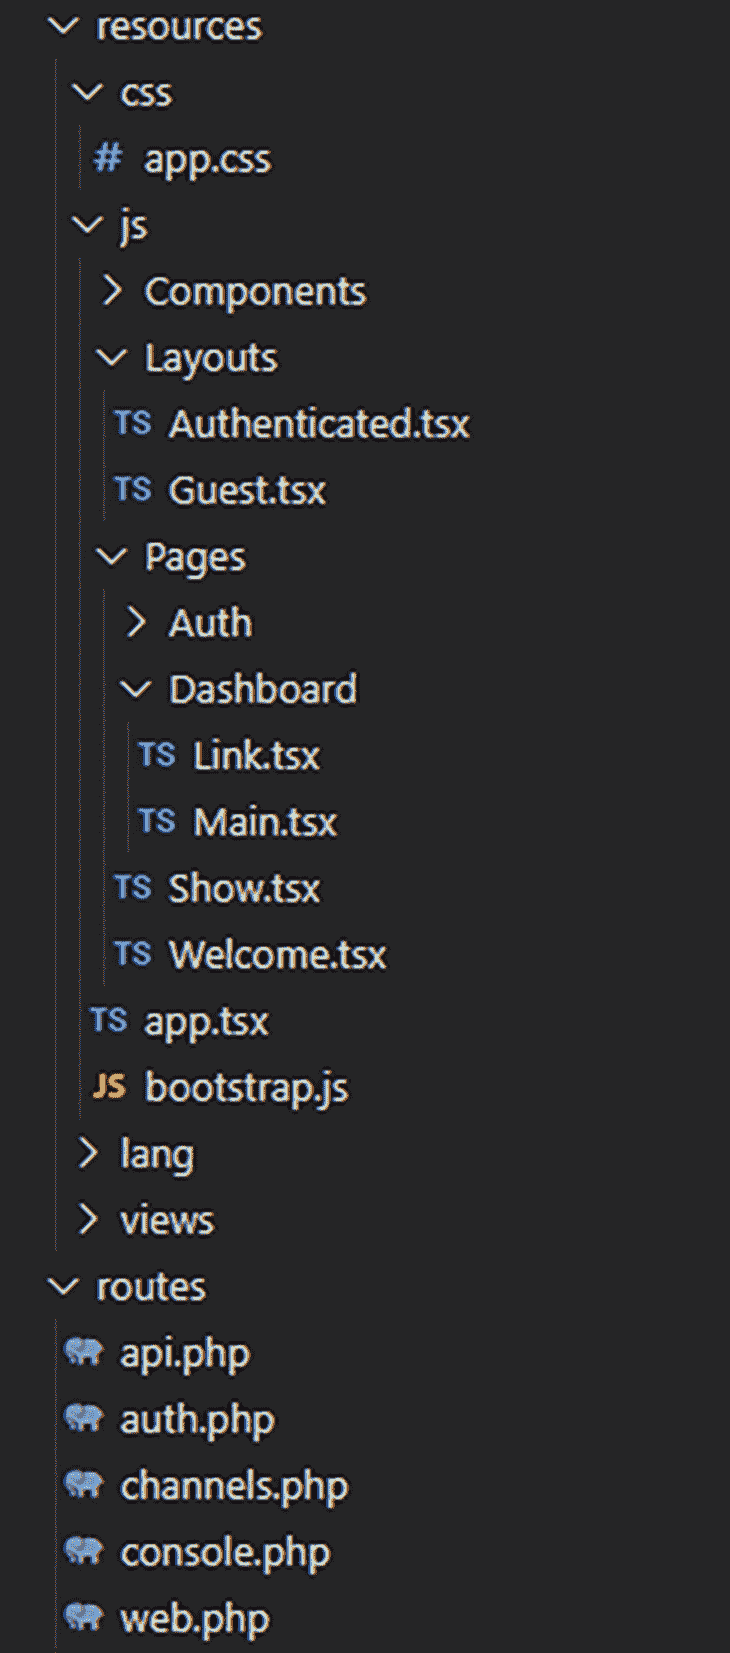 resources
css
# app.css
js
Components
Layouts
TS Authenticated.tsx
TS Guest.tsx
Pages
Auth
Dashboard
TS Link.tsx
TS Main.tsx
TS Show.tsx
TS Welcome.tsx
TS app.tsx
JS bootstrap.js
lang
views
routes
api.php
auth.php
channels.php
console.php
web.php